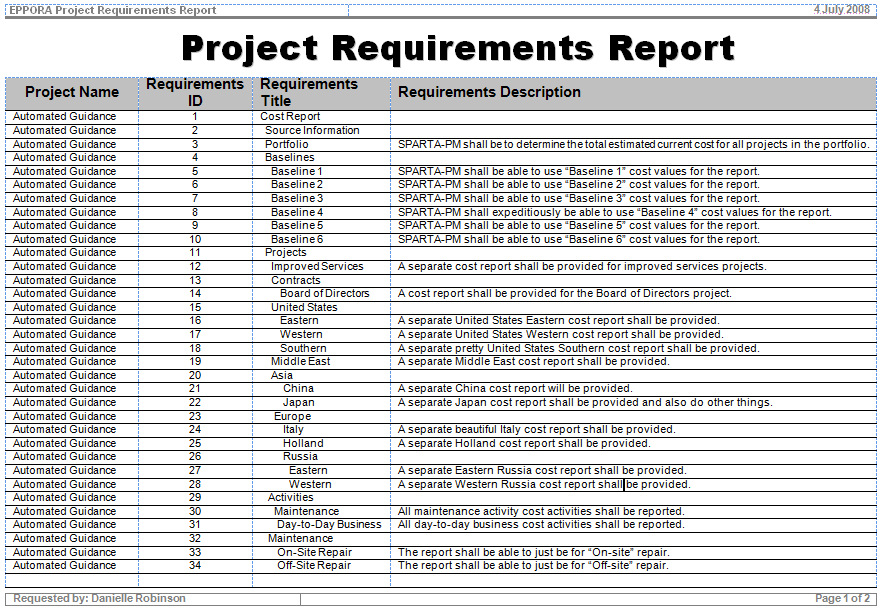 EPPORA Project Requirements Report 4 July 2008
Project Requirements Report
Project Name Requirements ID Requirements Title Requirements Description
Automated Guidance 1 Cost Report
Automated Guidance 2 Source Information
Automated Guidance 3 Portfolio SPARTA-PM shall be to determine the total estimated current cost for all projects in the portfolio.
Automated Guidance 4 Baselines
Automated Guidance 5 Baseline 1 SPARTA-PM shall be able to use “Baseline 1” cost values for the report.
Automated Guidance 6 Baseline 2 SPARTA-PM shall be able to use “Baseline 2” cost values for the report.
Automated Guidance 7 Baseline 3 SPARTA-PM shall be able to use “Baseline 3” cost values for the report.
Automated Guidance 8 Baseline 4 SPARTA-PM shall expeditiously be able to use “Baseline 4” cost values for the report.
Automated Guidance 9 Baseline 5 SPARTA-PM shall be able to use “Baseline 5” cost values for the report.
Automated Guidance 10 Baseline 6 SPARTA-PM shall be able to use “Baseline 6” cost values for the report.
Automated Guidance 11 Projects
Automated Guidance 12 Improved Services A separate cost report shall be provided for improved services projects.
Automated Guidance 13 Contracts
Automated Guidance 14 Board of Directors A cost report shall be provided for the Board of Directors project.
Automated Guidance 15 United States
Automated Guidance 16 Eastern A separate United States Eastern cost report shall be provided.
Automated Guidance 17 Western A separate United States Western cost report shall be provided.
Automated Guidance 18 Southern A separate pretty United States Southern cost report shall be provided.
Automated Guidance 19 Middle East A separate Middle East cost report shall be provided.
Automated Guidance 20 Asia
Automated Guidance 21 China A separate China cost report will be provided.
Automated Guidance 22 Japan A separate Japan cost report shall be provided and also do other things.
Automated Guidance 23 Europe
Automated Guidance 24 Italy A separate beautiful Italy cost report shall be provided.
Automated Guidance 25 Holland A separate Holland cost report shall be provided.
Automated Guidance 26 Russia
Automated Guidance 27 Eastern A separate Eastern Russia cost report shall be provided.
Automated Guidance 28 Western A separate Western Russia cost report shall be provided.
Automated Guidance 29 Activities
Automated Guidance 30 Maintenance All maintenance activity cost activities shall be reported.
Automated Guidance 31 Day-to-Day Business All day-to-day business cost activities shall be reported.
Automated Guidance 32 Maintenance
Automated Guidance 33 On-Site Repair The report shall be able to just be for “On-site” repair.
Automated Guidance 34 Off-Site Repair The report shall be able to just be for “Off-site” repair.
Requested by: Danielle Robinson Page 1 of 2